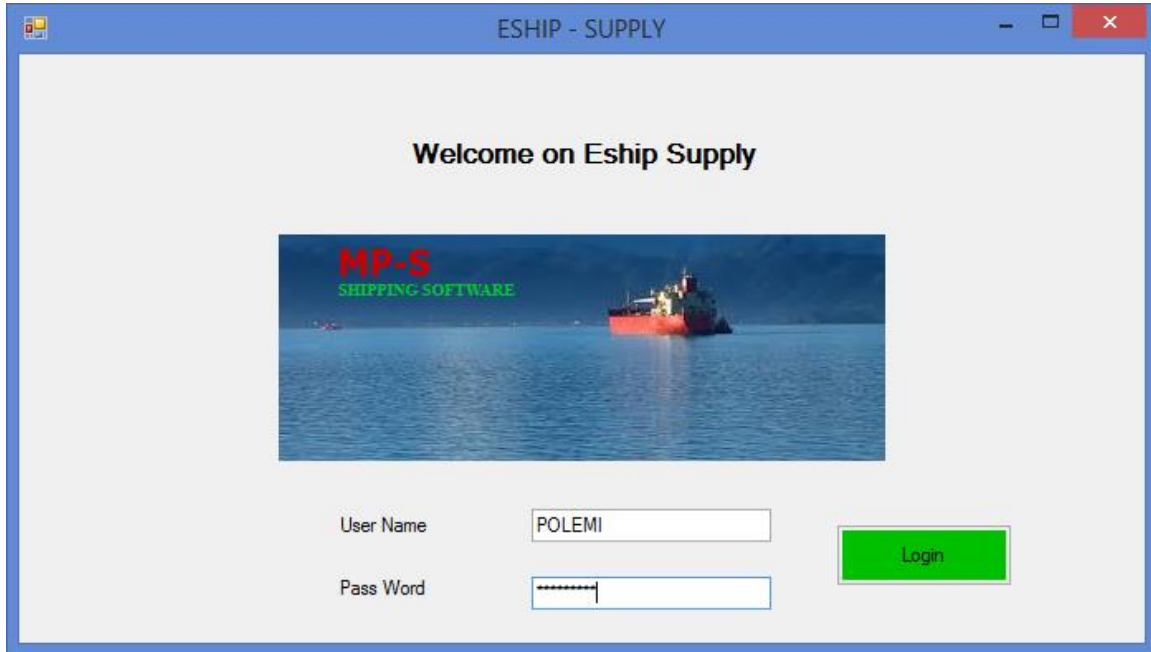 ESHIP - SUPPLY
Welcome on Eship Supply
MP-S
SHIPPING SOFTWARE
User Name
POLEMI
Login
Pass Word
*********